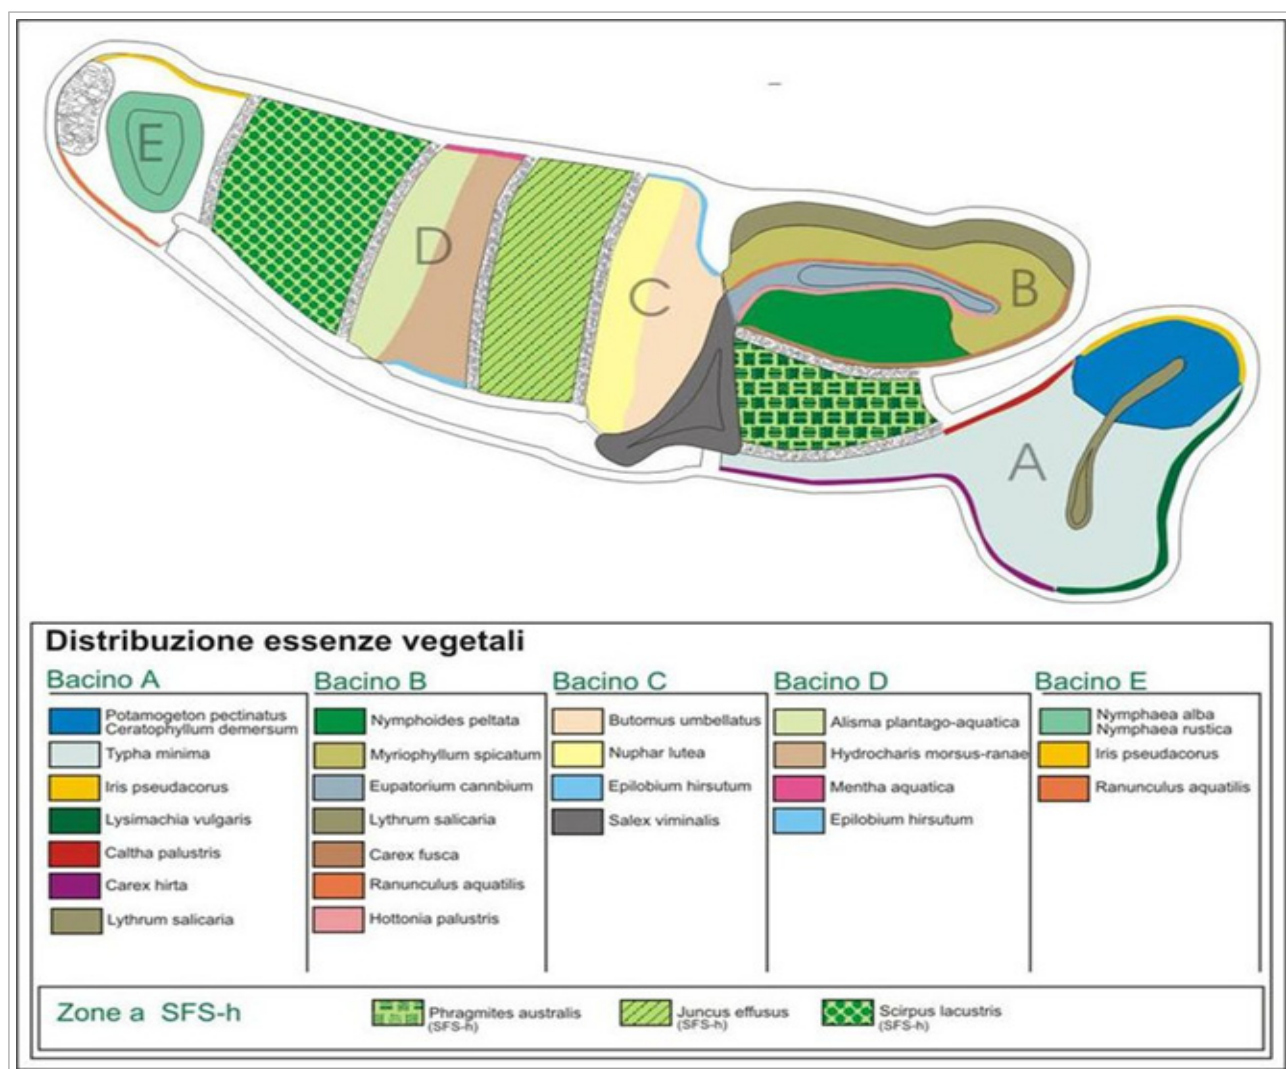 E
D
C
B
A
Distribuzione essenze vegetali
Bacino A
Potamogeton pectinatus
Ceratophyllum demersum
Typha minima
Iris pseudacorus
Lysimachia vulgaris
Caltha palustris
Carex hirta
Lythrum salicaria
Bacino B
Nymphoides peltata
Myriophyllum spicatum
Eupatorium cannbium
Lythrum salicaria
Carex fusca
Ranunculus aquatilis
Hottonia palustris
Bacino C
Butomus umbellatus
Nuphar lutea
Epilobium hirsutum
Salex viminalis
Bacino D
Alisma plantago-aquatica
Hydrocharis morsus-ranae
Mentha aquatica
Epilobium hirsutum
Bacino E
Nymphaea alba
Nymphaea rustica
Iris pseudacorus
Ranunculus aquatilis
Zone a SFS-h
Phragmites australis
(SFS-h)
Juncus effusus
(SFS-h)
Scirpus lacustris
(SFS-h)